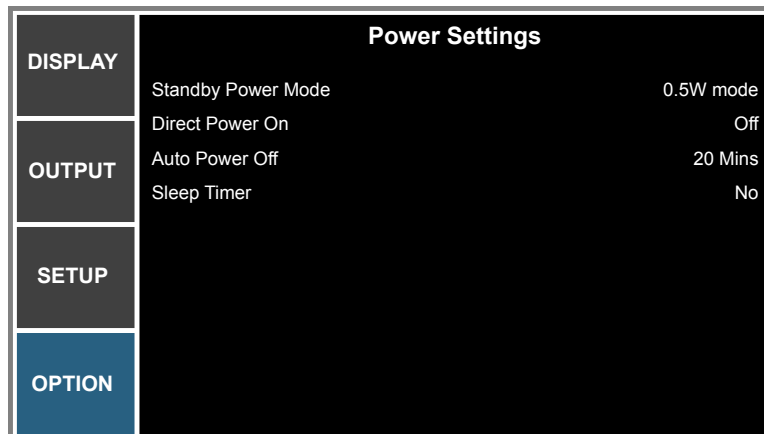 Power Settings
DISPLAY
Standby Power Mode 0.5W mode
Direct Power On Off
Auto Power Off 20 Mins
OUTPUT
Sleep Timer No
SETUP
OPTION